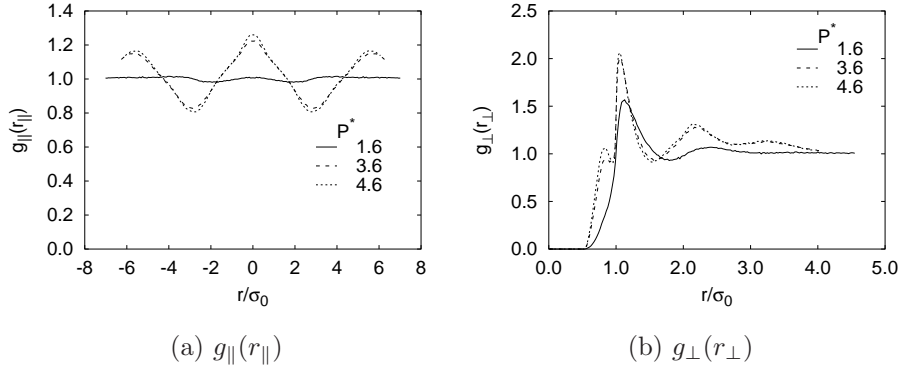 1.4
1.2
1.0
0.8
0.6
0.4
0.2
0.0
g∥(r∥)
P*
1.6
3.6
4.6
-8 -6 -4 -2 0 2 4 6 8
r/σ0
(a) g∥(r∥)
2.5
2.0
1.5
1.0
0.5
0.0
g⊥(r⊥)
P*
1.6
3.6
4.6
0.0 1.0 2.0 3.0 4.0 5.0
r/σ0
(b) g⊥(r⊥)